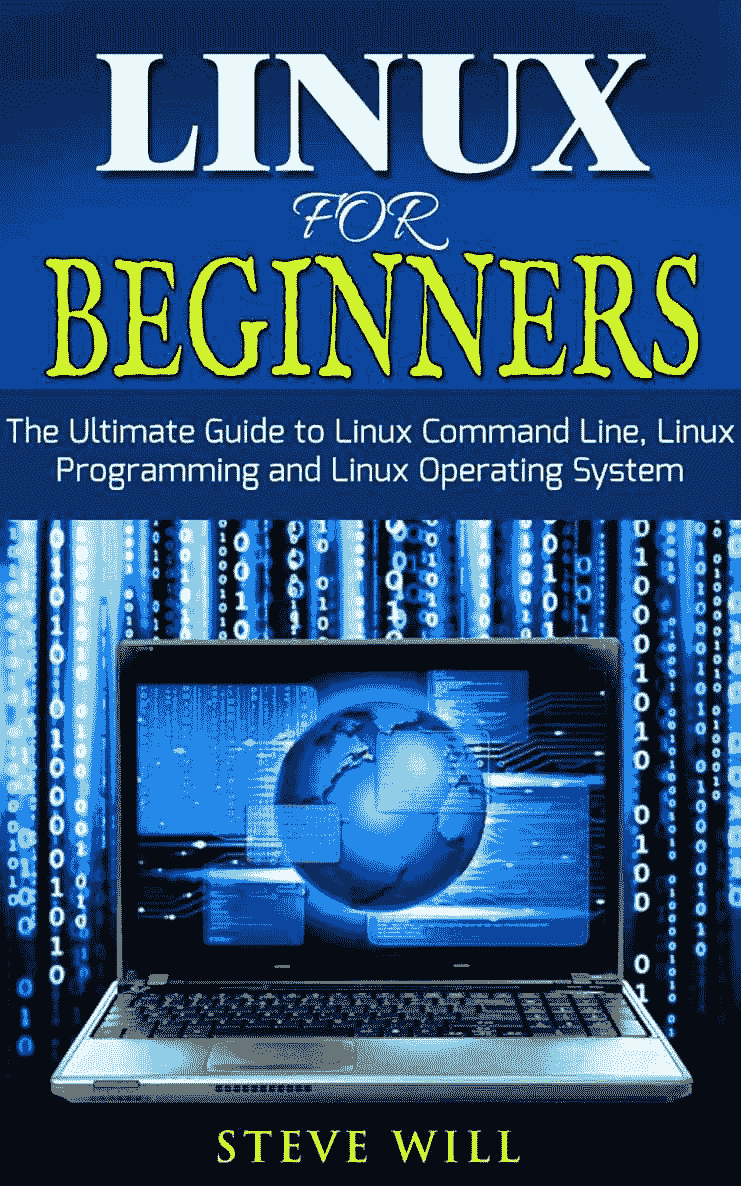 LINUX
FOR
BEGINNERS
The Ultimate Guide to Linux Command Line, Linux
Programming and Linux Operating System
STEVE WILL